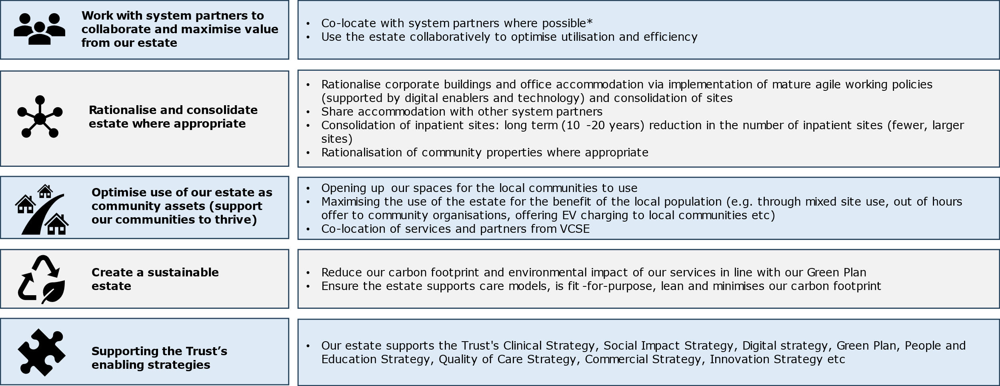 Work with system partners to
collaborate and maximise value
from our estate
• Co-locate with system partners where possible*
• Use the estate collaboratively to optimise utilisation and efficiency
Rationalise and consolidate
estate where appropriate
• Rationalise corporate buildings and office accommodation via implementation of mature agile working policies
(supported by digital enablers and technology) and consolidation of sites
• Share accommodation with other system partners
• Consolidation of inpatient sites: long term (10 -20 years) reduction in the number of inpatient sites (fewer, larger
sites)
• Rationalisation of community properties where appropriate
Optimise use of our estate as
community assets (support
our communities to thrive)
• Opening up our spaces for the local communities to use
• Maximising the use of the estate for the benefit of the local population (e.g. through mixed site use, out of hours
offer to community organisations, offering EV charging to local communities etc)
• Co-location of services and partners from VCSE
Create a sustainable
estate
• Reduce our carbon footprint and environmental impact of our services in line with our Green Plan
• Ensure the estate supports care models, is fit -for-purpose, lean and minimises our carbon footprint
Supporting the Trust’s
enabling strategies
• Our estate supports the Trust's Clinical Strategy, Social Impact Strategy, Digital strategy, Green Plan, People and
Education Strategy, Quality of Care Strategy, Commercial Strategy, Innovation Strategy etc